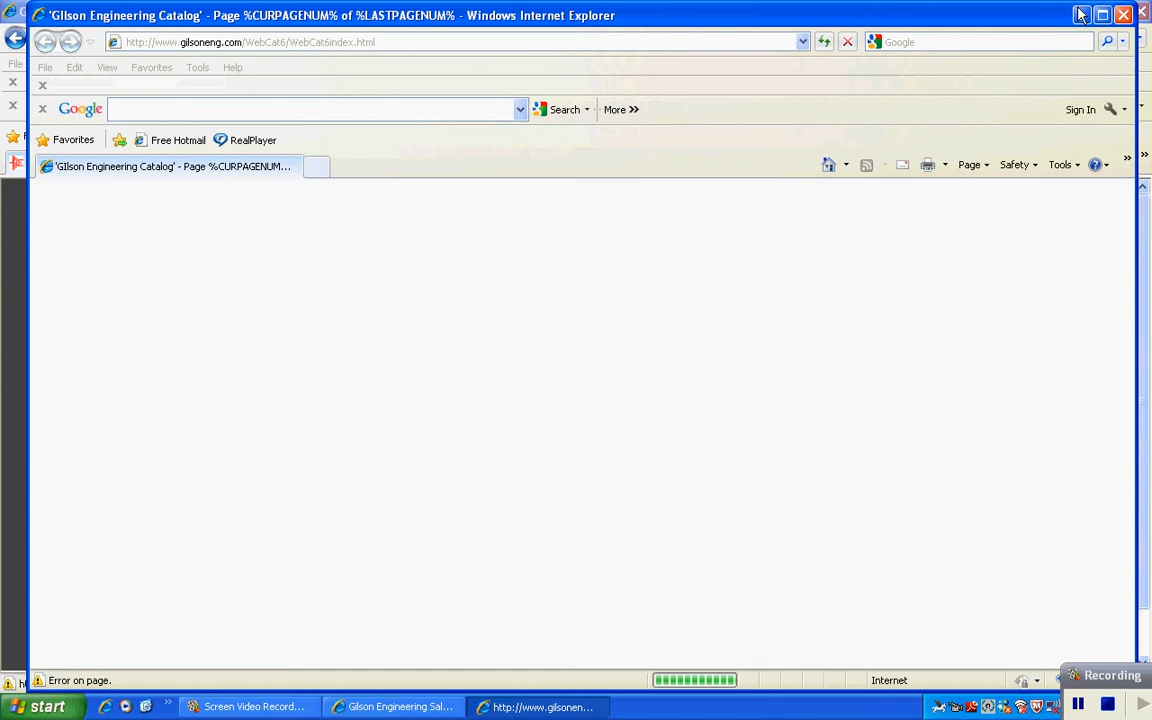 'GIlson Engineering Catalog' - Page %CURPAGENUM% of %LASTPAGENUM% - Windows Internet Explorer
http://www.gilsoneng.com/WebCat6/WebCat6index.html
Google
File Edit View Favorites Tools Help
File
x
x
x Google Search More » Sign In
x
Favorites Free Hotmail RealPlayer
'GIlson Engineering Catalog' - Page %CURPAGENUM...
Page Safety Tools »
Error on page. Internet
Recording
start » Screen Video Record... Gilson Engineering Sal... http://www.gilsonen...